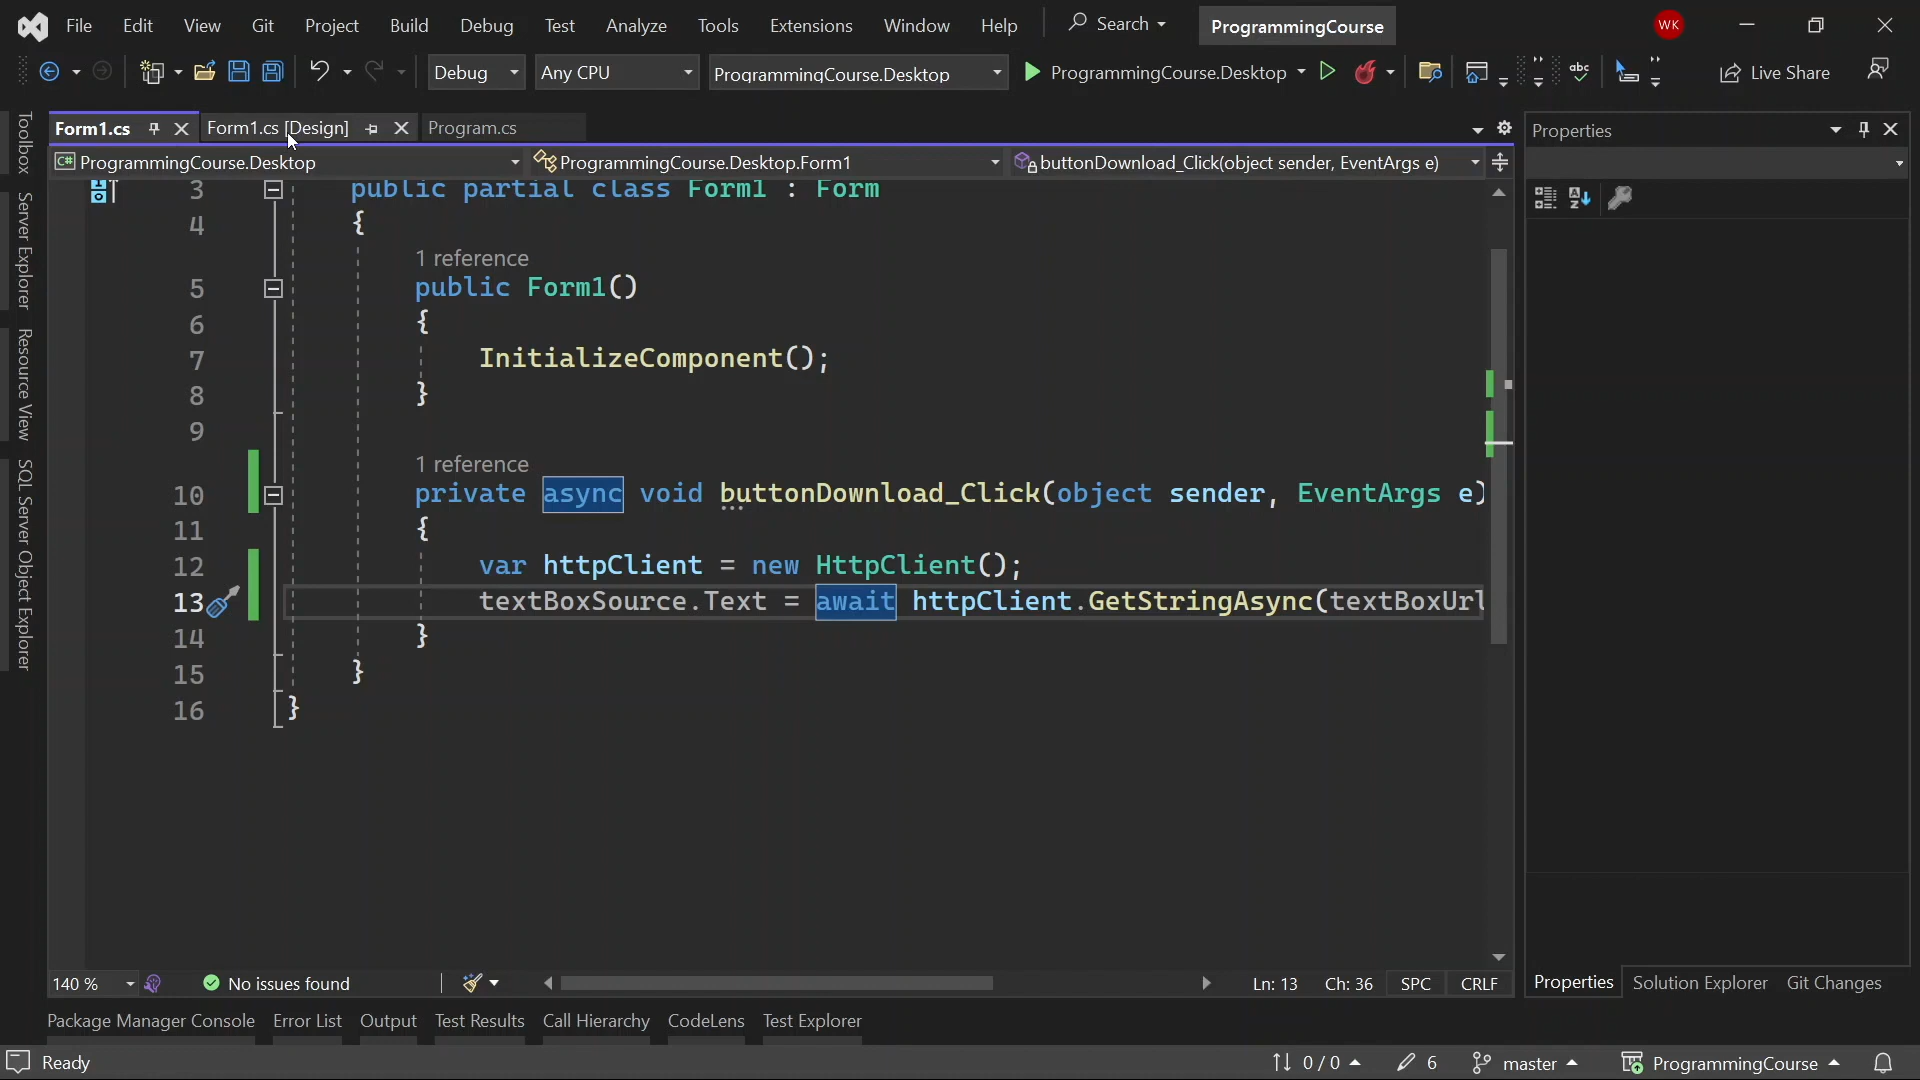 File Edit View Git Project Build Debug Test Analyze Tools Extensions Window Help Search ProgrammingCourse WK
Debug Any CPU ProgrammingCourse.Desktop ProgrammingCourse.Desktop abc Live Share
Form1.cs Form1.cs [Design] Program.cs
ProgrammingCourse.Desktop ProgrammingCourse.Desktop.Form1 buttonDownload_Click(object sender, EventArgs e)
3 public partial class Form1 : Form
4 {
1 reference
5 public Form1()
6 {
7 InitializeComponent();
8 }
9
1 reference
10 private async void buttonDownload_Click(object sender, EventArgs e)
11 {
12 var httpClient = new HttpClient();
13 textBoxSource.Text = await httpClient.GetStringAsync(textBoxUrl
14 }
15 }
16 }
140 % No issues found Ln: 13 Ch: 36 SPC CRLF
Toolbox
Server Explorer
Resource View
SQL Server Object Explorer
Properties
Properties Solution Explorer Git Changes
Package Manager Console Error List Output Test Results Call Hierarchy CodeLens Test Explorer
Ready 0 / 0 6 master ProgrammingCourse